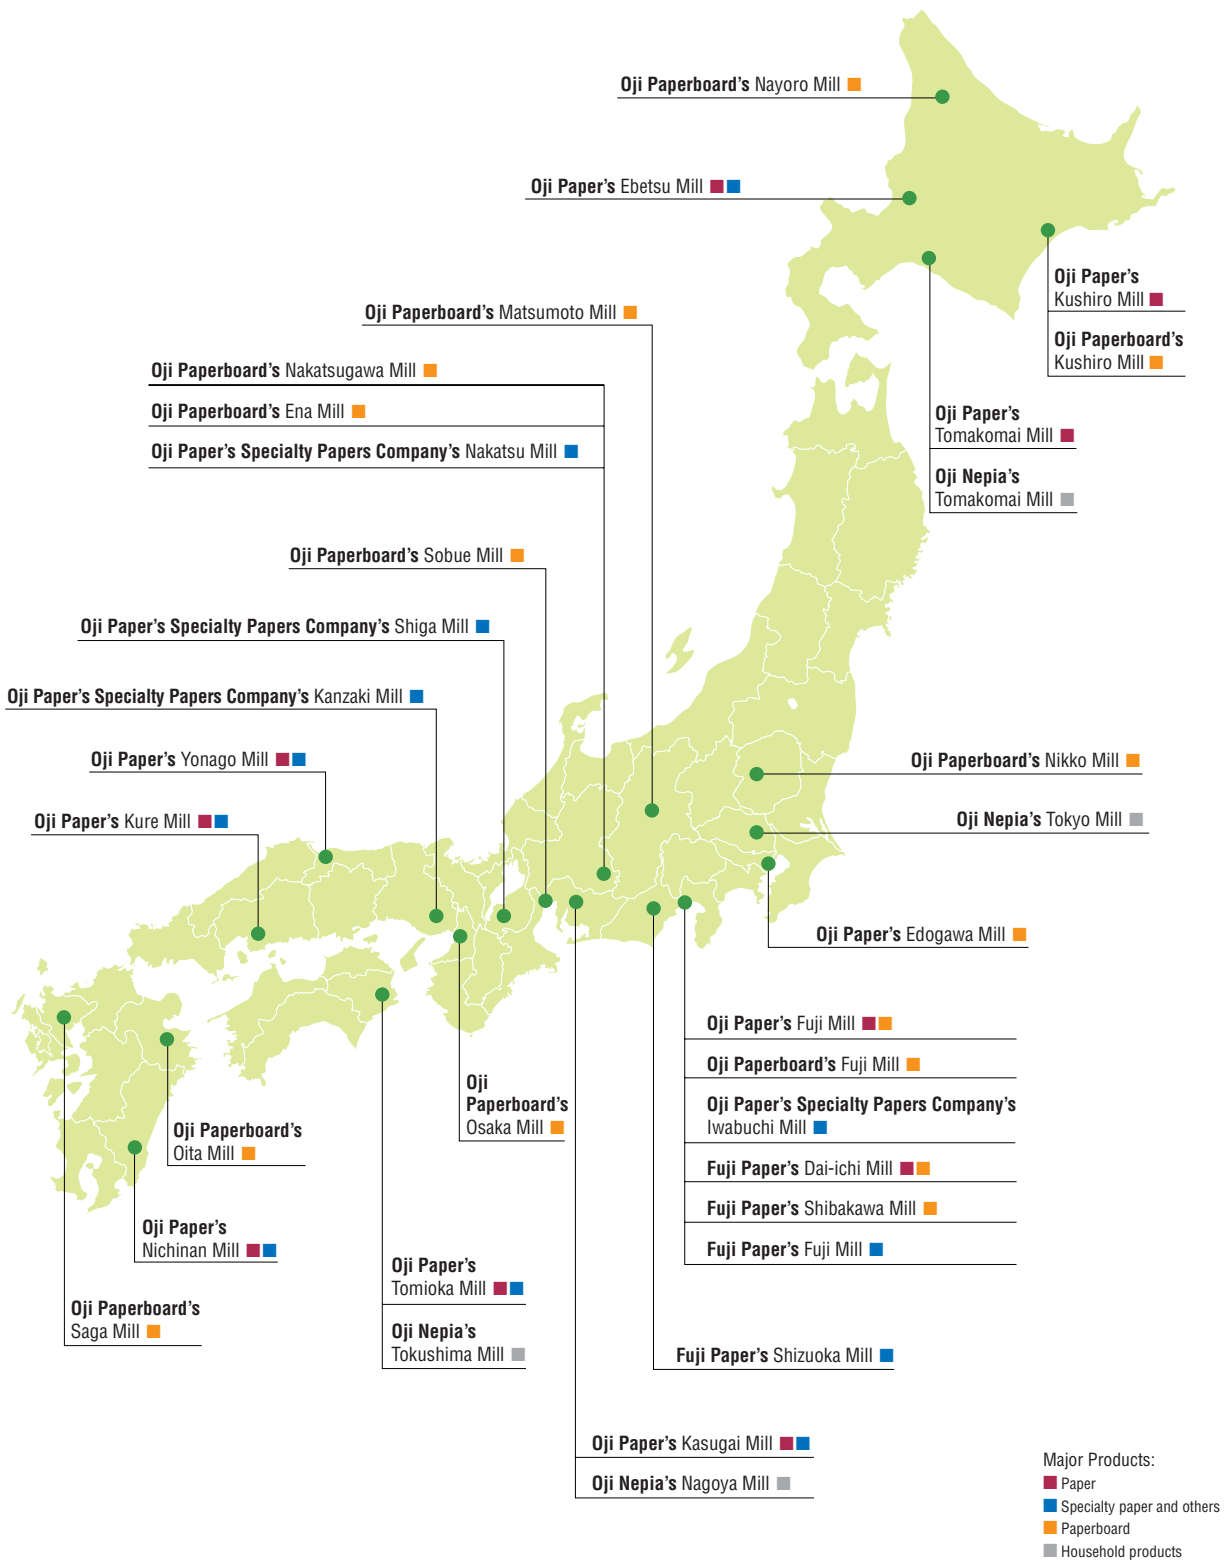 Oji Paperboard's Nayoro Mill
Oji Paper's Ebetsu Mill
Oji Paper's
Kushiro Mill
Oji Paperboard's
Kushiro Mill
Oji Paper's
Tomakomai Mill
Oji Nepia's
Tomakomai Mill
Oji Paperboard's Matsumoto Mill
Oji Paperboard's Nakatsugawa Mill
Oji Paperboard's Ena Mill
Oji Paper's Specialty Papers Company's Nakatsu Mill
Oji Paperboard's Sobue Mill
Oji Paper's Specialty Papers Company's Shiga Mill
Oji Paper's Specialty Papers Company's Kanzaki Mill
Oji Paper's Yonago Mill
Oji Paper's Kure Mill
Oji Paperboard's Nikko Mill
Oji Nepia's Tokyo Mill
Oji Paper's Edogawa Mill
Oji Paper's Fuji Mill
Oji Paperboard's Fuji Mill
Oji Paper's Specialty Papers Company's
Iwabuchi Mill
Fuji Paper's Dai-ichi Mill
Fuji Paper's Shibakawa Mill
Fuji Paper's Fuji Mill
Oji
Paperboard's
Osaka Mill
Oji Paperboard's
Oita Mill
Oji Paper's
Nichinan Mill
Oji Paperboard's
Saga Mill
Oji Paper's
Tomioka Mill
Oji Nepia's
Tokushima Mill
Fuji Paper's Shizuoka Mill
Oji Paper's Kasugai Mill
Oji Nepia's Nagoya Mill
Major Products:
Paper
Specialty paper and others
Paperboard
Household products